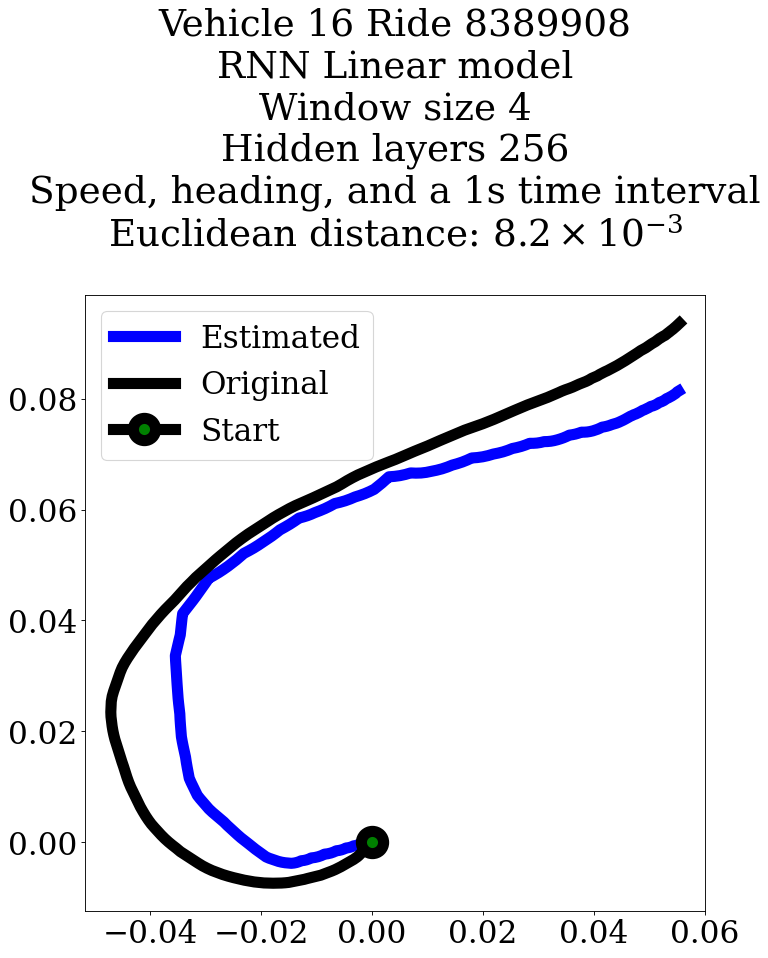 Vehicle 16 Ride 8389908
RNN Linear model
Window size 4
Hidden layers 256
Speed, heading, and a 1s time interval
Euclidean distance: 8.2 × 10⁻³
Estimated
Original
Start
0.08
0.06
0.04
0.02
0.00
−0.04 −0.02 0.00 0.02 0.04 0.06